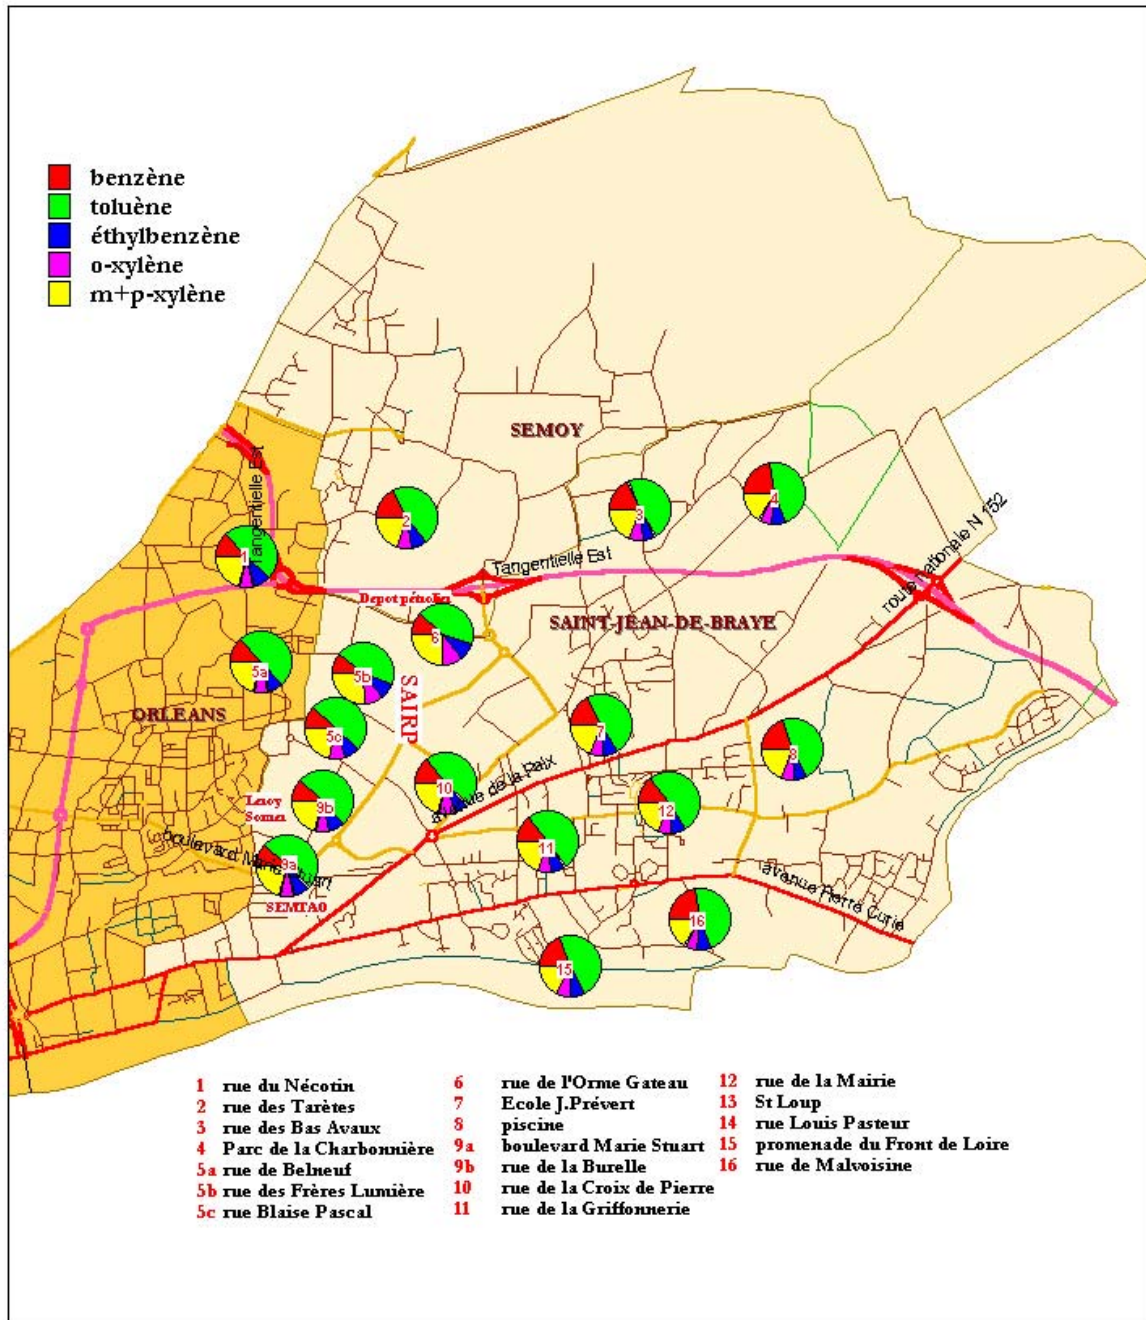 benzène
toluène
éthylbenzène
o-xylène
m+p-xylène
SEMOY
Tangentielle Est
1
2
3
4
Tangentielle Est
route nationale N 152
Depot pétrolier
SAINT-JEAN-DE-BRAYE
6
5a
5b
SAIRP
ORLEANS
5c
7
8
10
avenue de la Paix
Leroy
Somer
9b
12
boulevard Marie Stuart
9a
11
SEMTAO
avenue Pierre Curie
16
15
1 rue du Nécotin
2 rue des Tarètes
3 rue des Bas Avaux
4 Parc de la Charbonnière
5a rue de Belneuf
5b rue des Frères Lumière
5c rue Blaise Pascal
6 rue de l'Orme Gateau
7 Ecole J.Prévert
8 piscine
9a boulevard Marie Stuart
9b rue de la Burelle
10 rue de la Croix de Pierre
11 rue de la Griffonnerie
12 rue de la Mairie
13 St Loup
14 rue Louis Pasteur
15 promenade du Front de Loire
16 rue de Malvoisine